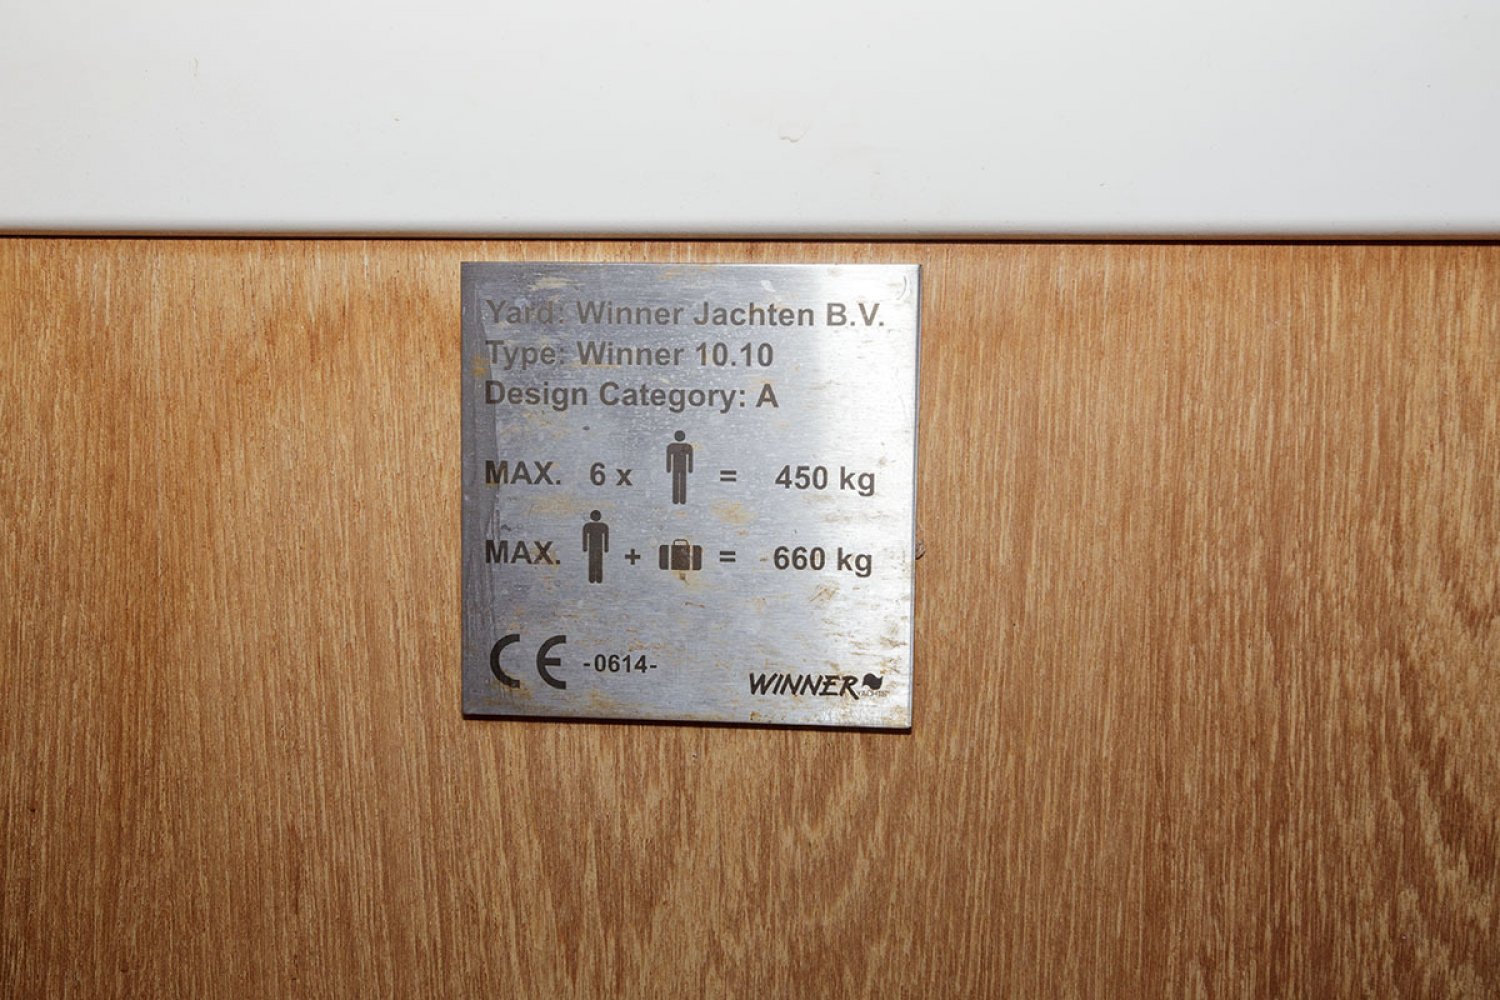 Yard: Winner Jachten B.V.
Type: Winner 10.10
Design Category: A
MAX. 6 x = 450 kg
MAX. + = 660 kg
CE -0614-
WINNER
YACHTS